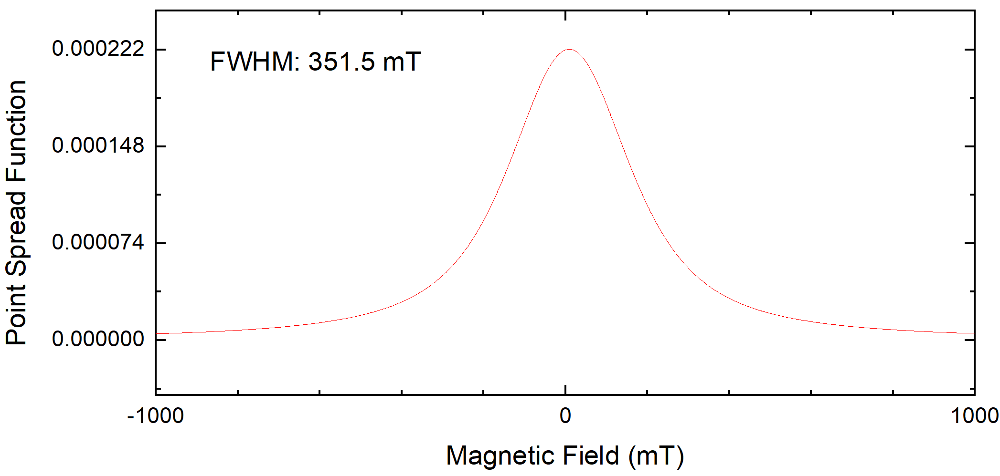 0.000222
FWHM: 351.5 mT
0.000148
0.000074
0.000000
Point Spread Function
-1000
0
1000
Magnetic Field (mT)